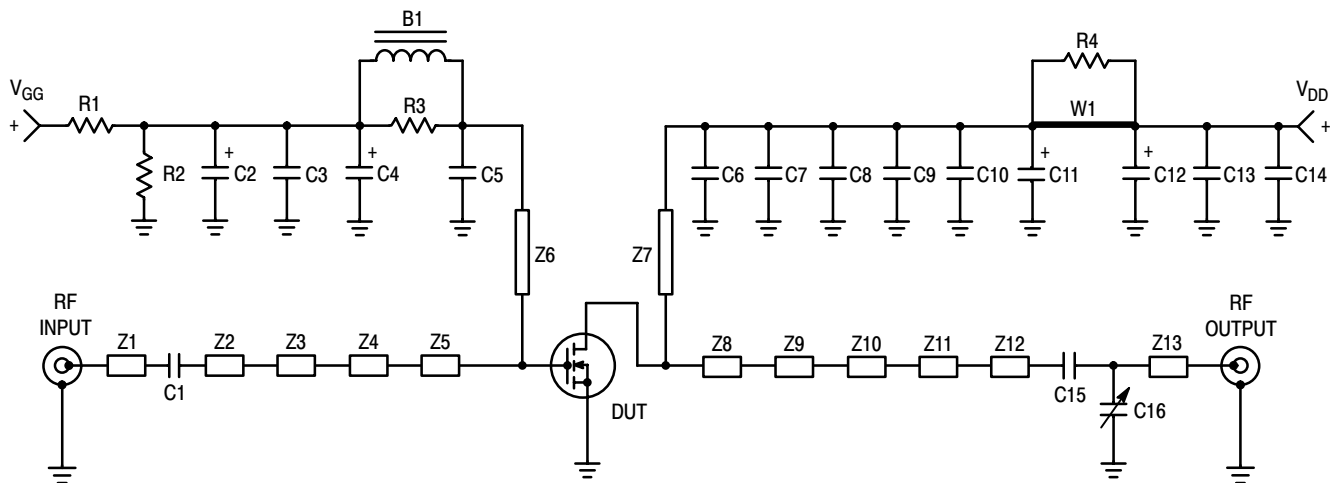 B1
R4
V_GG
R1
R3
V_DD
+
W1
+
R2
+
C2
C3
+
C4
C5
C6
C7
C8
C9
C10
+
C11
+
C12
C13
C14
Z6
Z7
RF
INPUT
RF
OUTPUT
Z1
Z2
Z3
Z4
Z5
Z8
Z9
Z10
Z11
Z12
Z13
C1
C15
C16
DUT